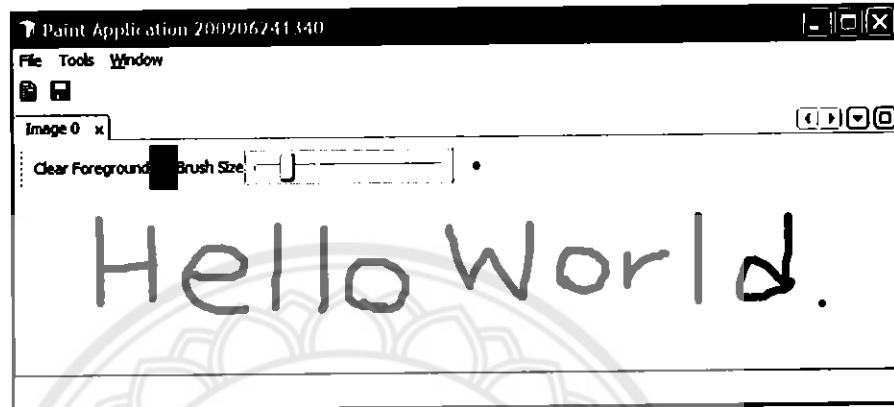 Paint Application 200906241340
File Tools Window
Image 0 x
Clear Foreground Brush Size
Hello World.